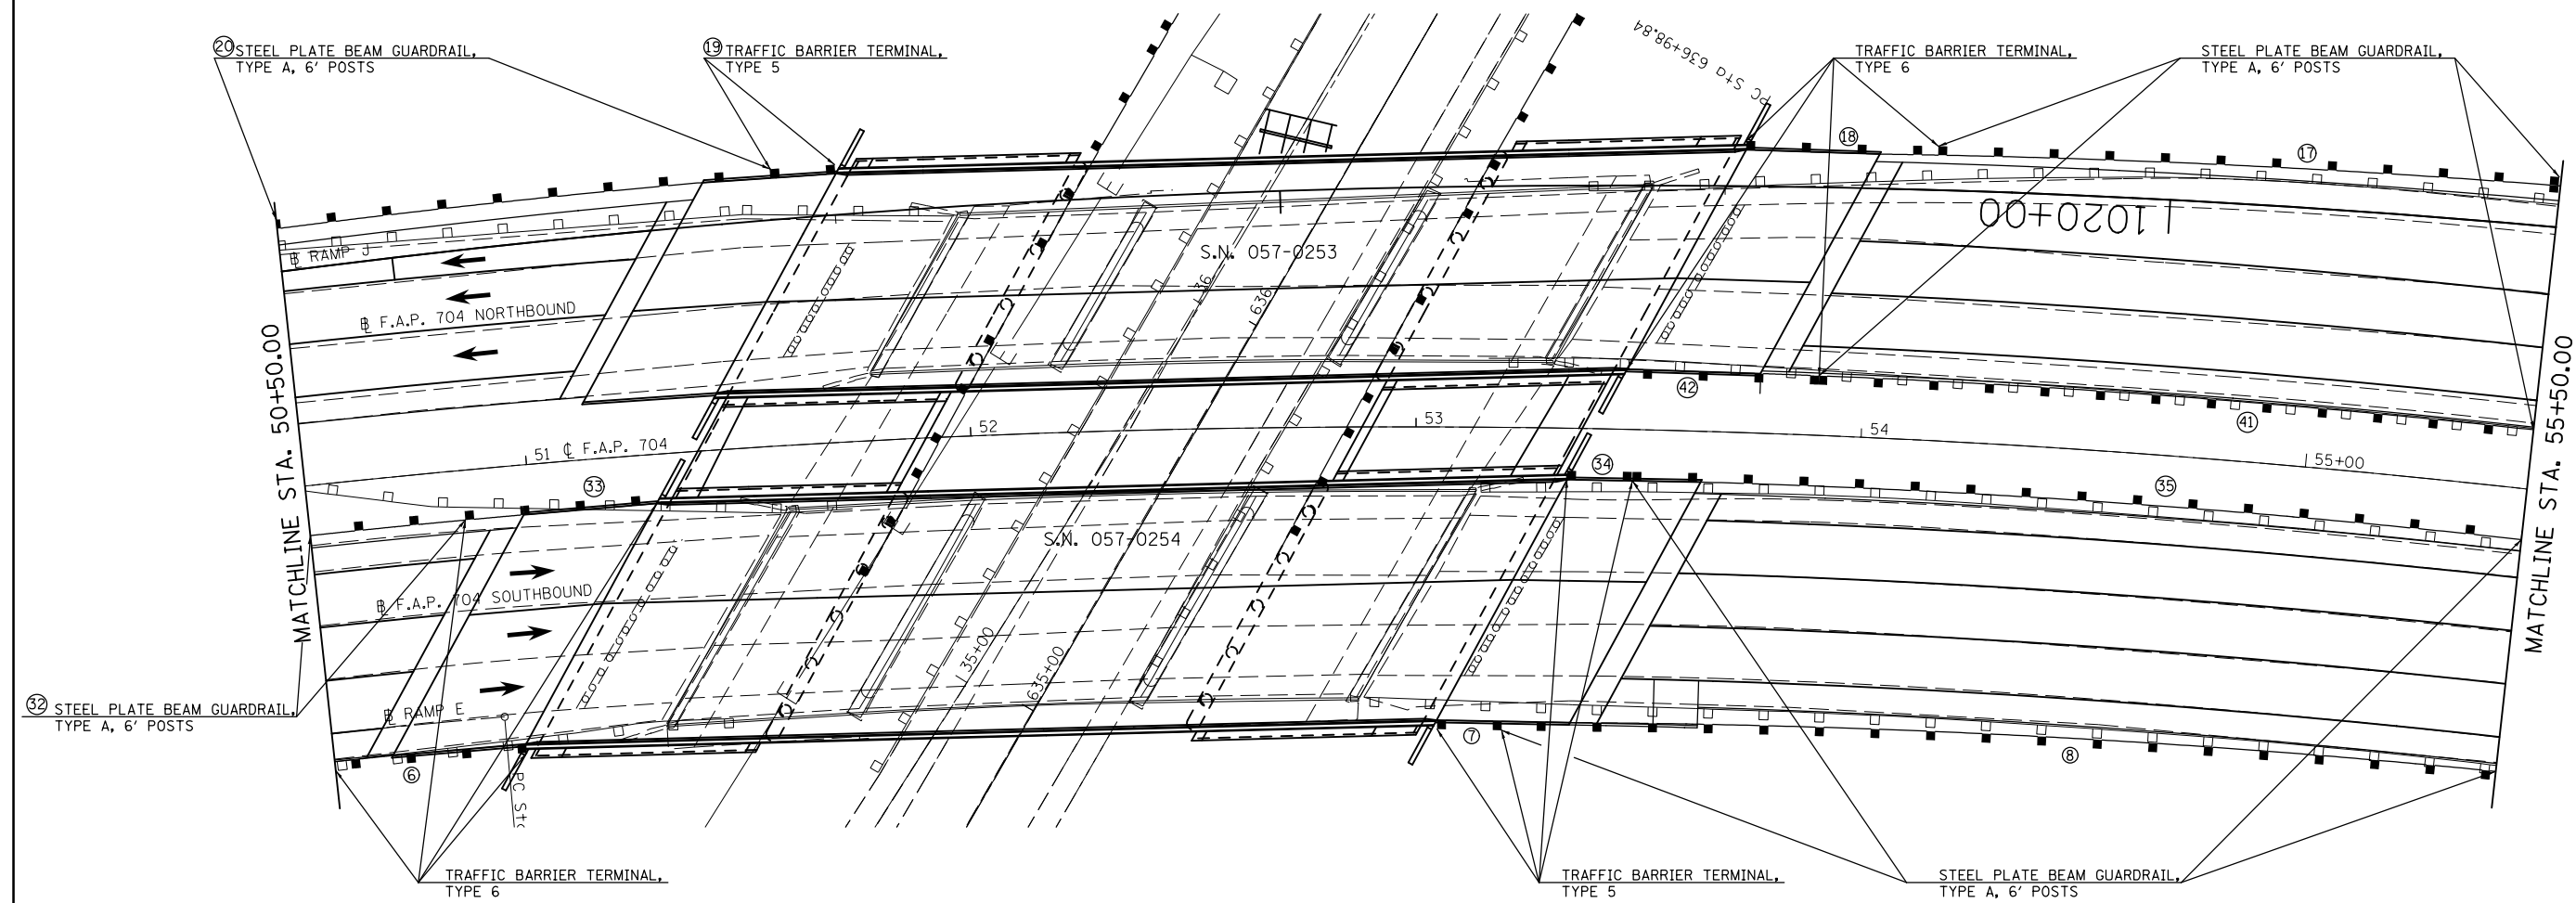 20 STEEL PLATE BEAM GUARDRAIL,
TYPE A, 6' POSTS
19 TRAFFIC BARRIER TERMINAL,
TYPE 5
PC Sta 636+98.84
TRAFFIC BARRIER TERMINAL,
TYPE 6
STEEL PLATE BEAM GUARDRAIL,
TYPE A, 6' POSTS
18
17
1020+00
S.N. 057-0253
℄ RAMP J
℄ F.A.P. 704 NORTHBOUND
MATCHLINE STA. 50+50.00
MATCHLINE STA. 55+50.00
136
636
42
41
51 ℄ F.A.P. 704
52
53
54
55+00
33
34
35
S.N. 057-0254
℄ F.A.P. 704 SOUTHBOUND
135+00
635+00
32 STEEL PLATE BEAM GUARDRAIL,
TYPE A, 6' POSTS
℄ RAMP E
6
PC Sta
7
8
TRAFFIC BARRIER TERMINAL,
TYPE 6
TRAFFIC BARRIER TERMINAL,
TYPE 5
STEEL PLATE BEAM GUARDRAIL,
TYPE A, 6' POSTS